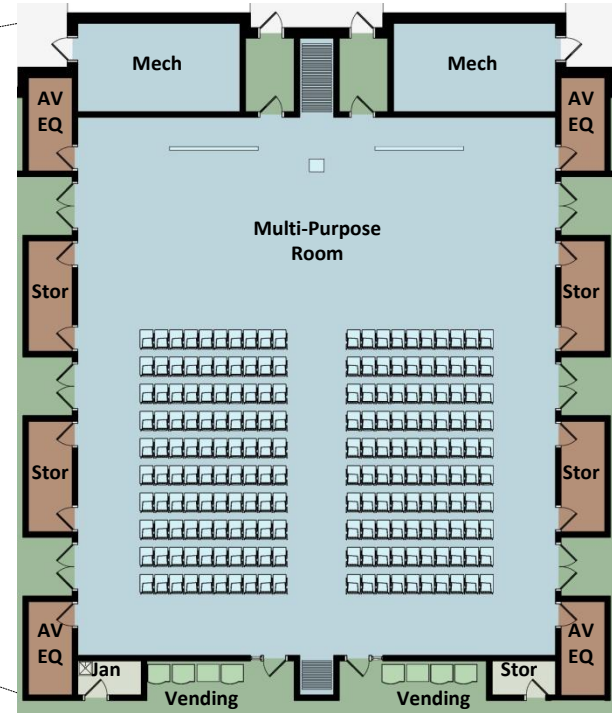 Mech
Mech
AV
EQ
AV
EQ
Multi-Purpose
Room
Stor
Stor
Stor
Stor
AV
EQ
AV
EQ
Jan
Stor
Vending
Vending